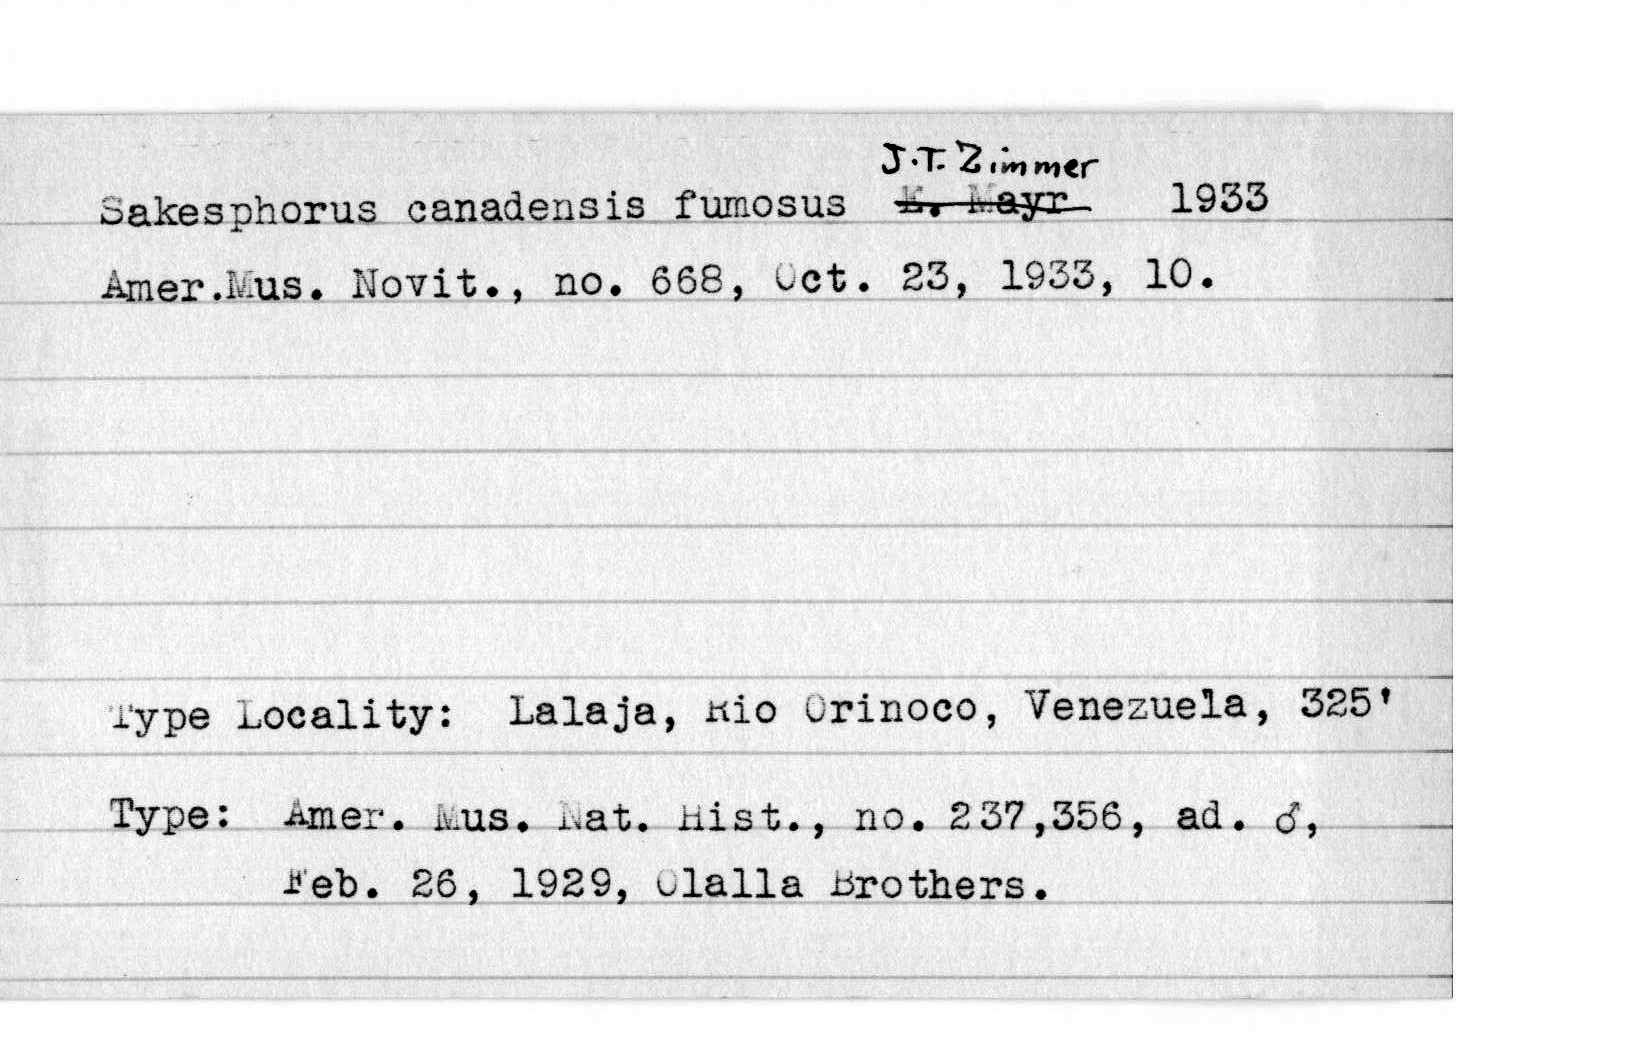 J.T. Zimmer
Sakesphorus canadensis fumosus E. Mayr 1933
Amer.Mus. Novit., no. 668, Oct. 23, 1933, 10.
Type Locality: Lalaja, Rio Orinoco, Venezuela, 325'
Type: Amer. Mus. Nat. Hist., no. 237,356, ad. ♂,
Feb. 26, 1929, Olalla Brothers.